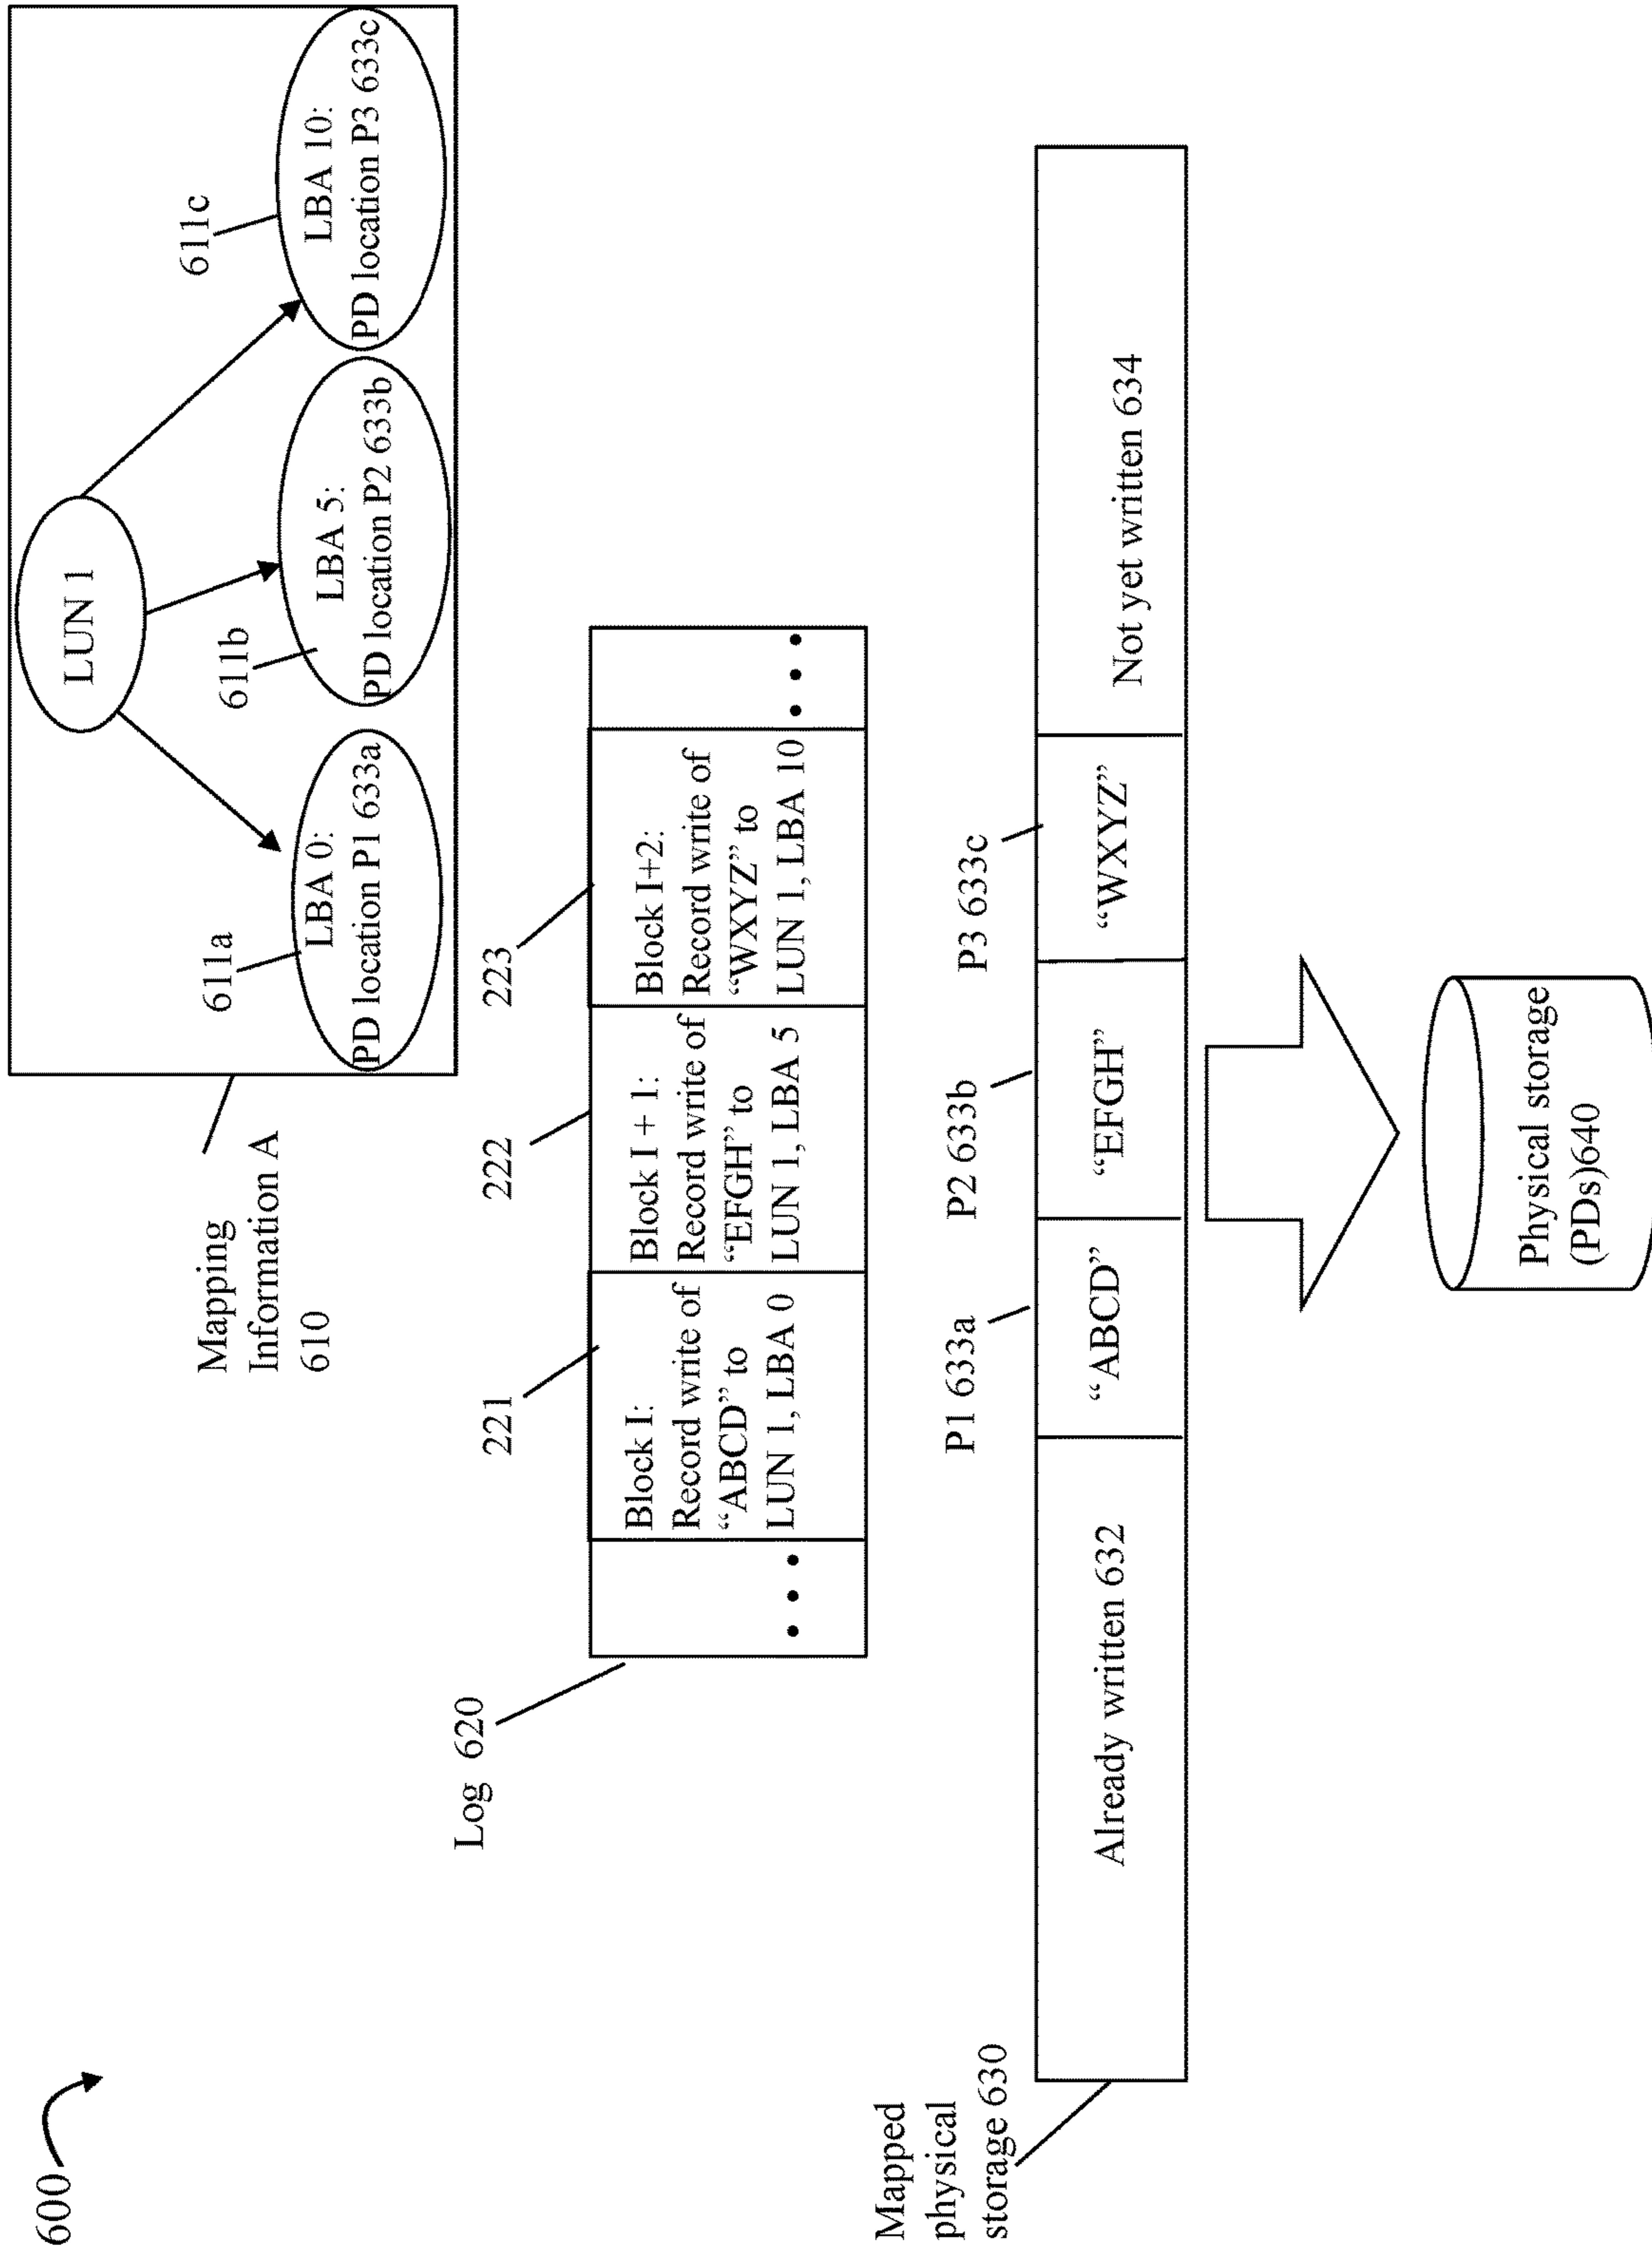 600
Mapping
Information A
610
LUN 1
611a
LBA 0:
PD location P1 633a
611b
LBA 5:
PD location P2 633b
611c
LBA 10:
PD location P3 633c
Log 620
221
222
223
• • •
Block I:
Record write of
“ABCD” to
LUN 1, LBA 0
Block I + 1:
Record write of
“EFGH” to
LUN 1, LBA 5
Block I+2:
Record write of
“WXYZ” to
LUN 1, LBA 10
• • •
Mapped
physical
storage 630
P1 633a
P2 633b
P3 633c
Already written 632
“ABCD”
“EFGH”
“WXYZ”
Not yet written 634
Physical storage
(PDs)640